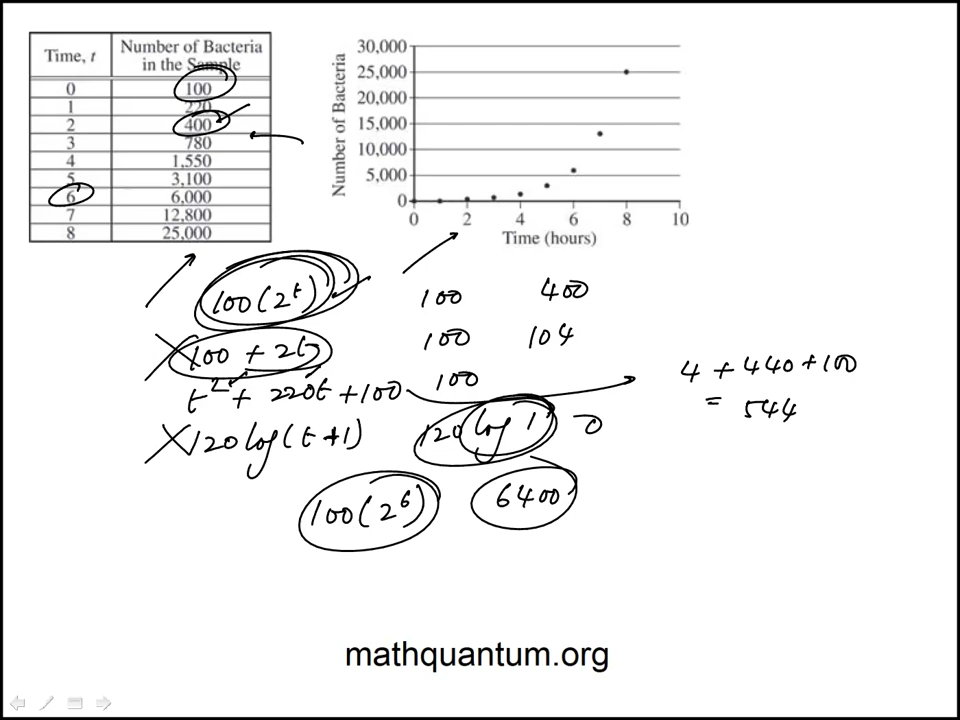 Time, t Number of Bacteria in the Sample
0 100
1 220
2 400
3 780
4 1,550
5 3,100
6 6,000
7 12,800
8 25,000
Number of Bacteria
30,000
25,000
20,000
15,000
10,000
5,000
0
0 2 4 6 8 10
Time (hours)
100(2^t) 100 400
100 + 2t 100 104
t^2 + 220t + 100 100 4 + 440 + 100
= 544
120 log(t+1) 120 log 1 = 0
100(2^6) 6400
mathquantum.org